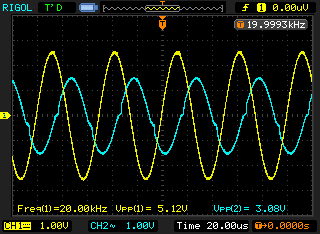 RIGOL T'D 1 0.00uV
19.9993kHz
1
Freq(1)=20.00kHz Vpp(1)= 5.12V Vpp(2)= 3.08V
CH1 1.00V CH2~ 1.00V Time 20.00us 0.0000s